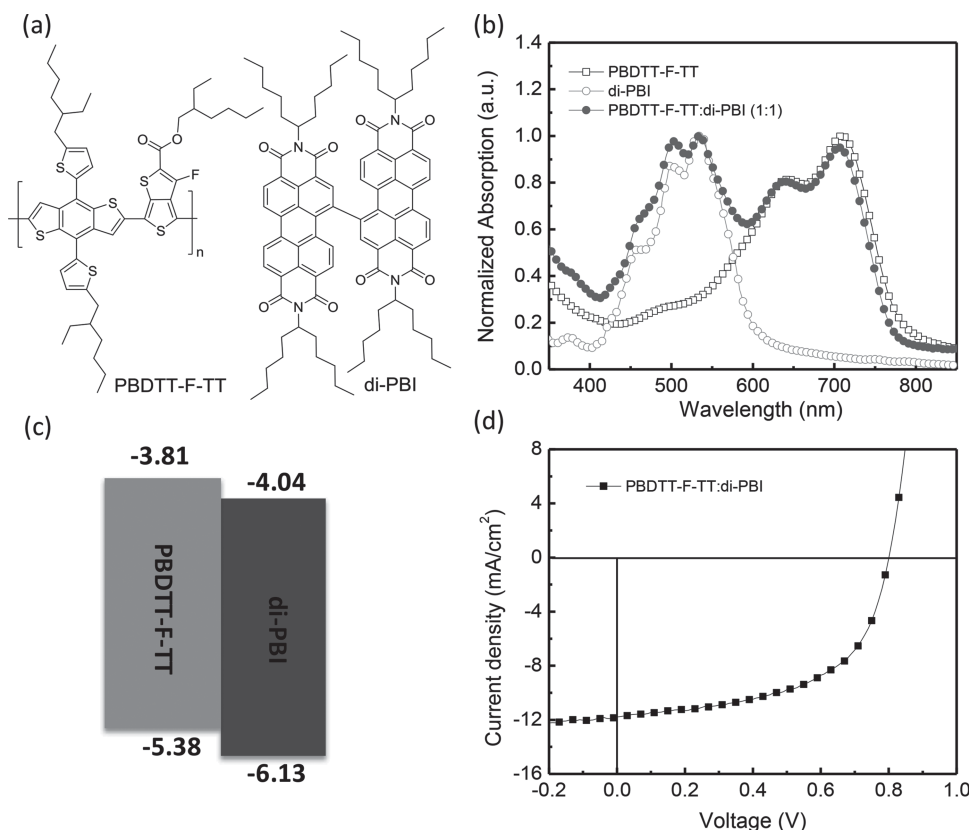 (a)
S
S
O
O
F
S
S
S
S
n
PBDTT-F-TT
O
N
O
O
N
O
O
N
O
O
N
O
di-PBI
(b)
Normalized Absorption (a.u.)
1.4
1.2
1.0
0.8
0.6
0.4
0.2
0.0
PBDTT-F-TT
di-PBI
PBDTT-F-TT:di-PBI (1:1)
400 500 600 700 800
Wavelength (nm)
(c)
-3.81
-4.04
PBDTT-F-TT
di-PBI
-5.38
-6.13
(d)
Current density (mA/cm²)
8
4
0
-4
-8
-12
-16
PBDTT-F-TT:di-PBI
-0.2 0.0 0.2 0.4 0.6 0.8 1.0
Voltage (V)